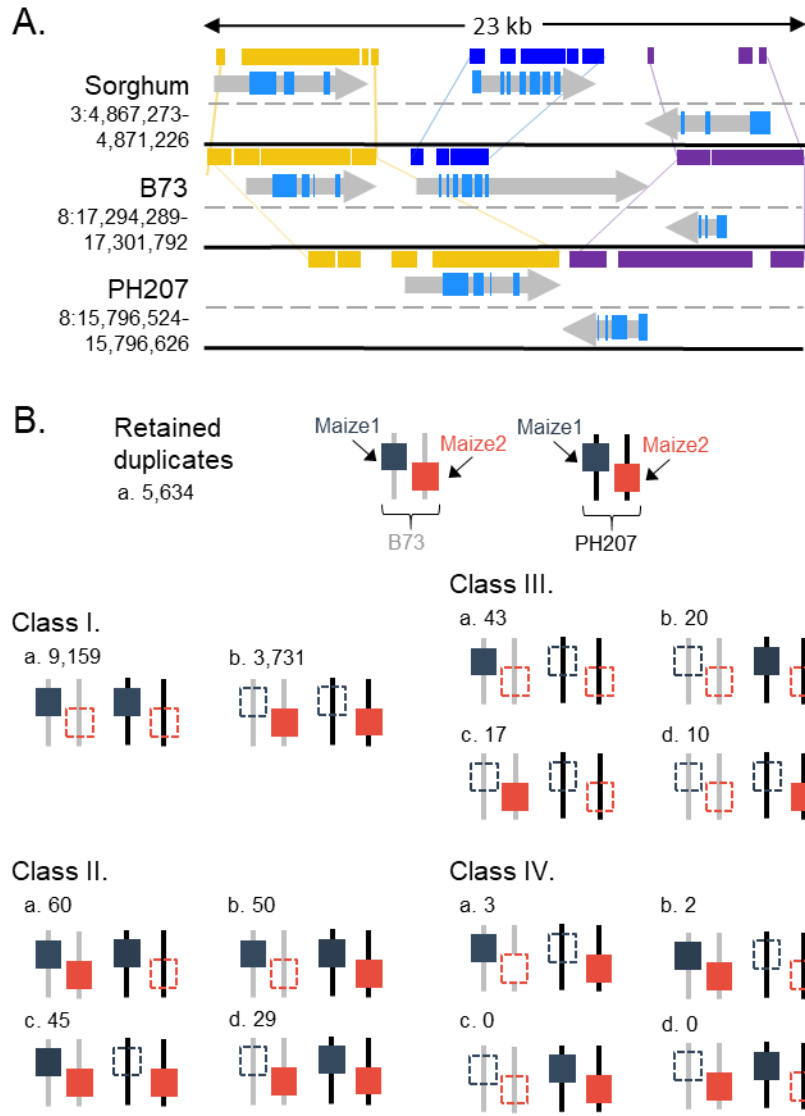 A.
23 kb
Sorghum
3:4,867,273-
4,871,226
B73
8:17,294,289-
17,301,792
PH207
8:15,796,524-
15,796,626
B.
Retained
duplicates
a. 5,634
Maize1
Maize2
B73
Maize1
Maize2
PH207
Class I.
a. 9,159
b. 3,731
Class III.
a. 43
b. 20
c. 17
d. 10
Class II.
a. 60
b. 50
c. 45
d. 29
Class IV.
a. 3
b. 2
c. 0
d. 0